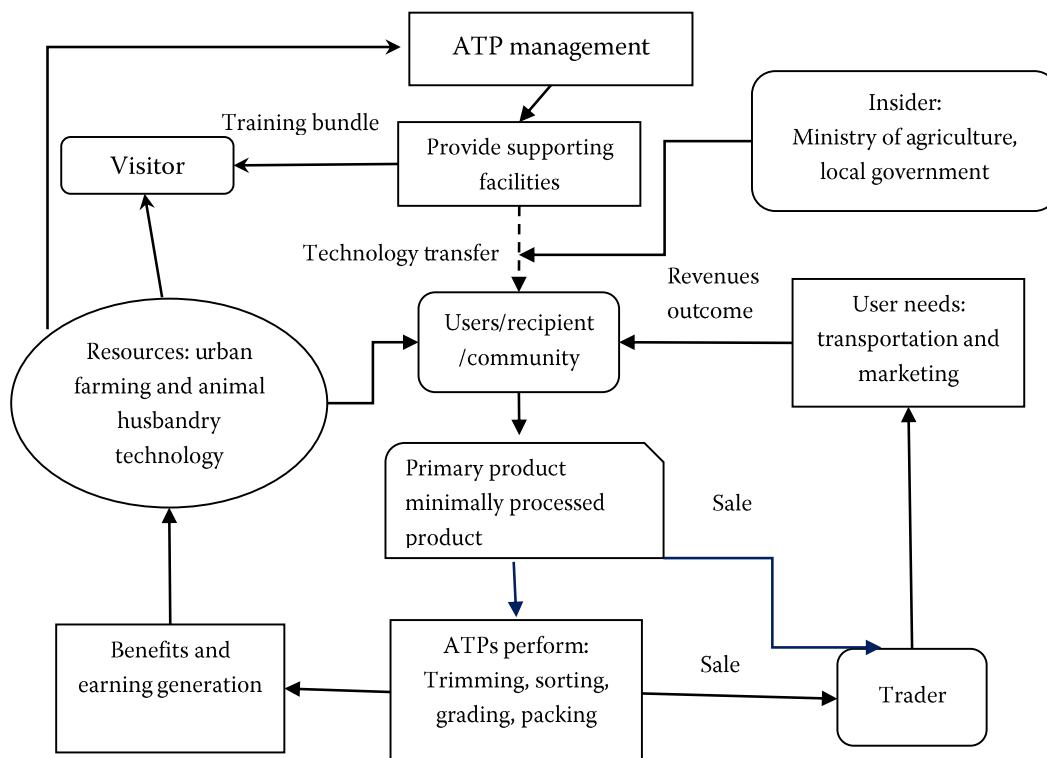 ATP management
Insider:
Ministry of agriculture,
local government
Training bundle
Visitor
Provide supporting
facilities
Technology transfer
Revenues
outcome
User needs:
transportation and
marketing
Users/recipient
/community
Resources: urban
farming and animal
husbandry
technology
Primary product
minimally processed
product
Sale
Benefits and
earning generation
ATPs perform:
Trimming, sorting,
grading, packing
Sale
Trader